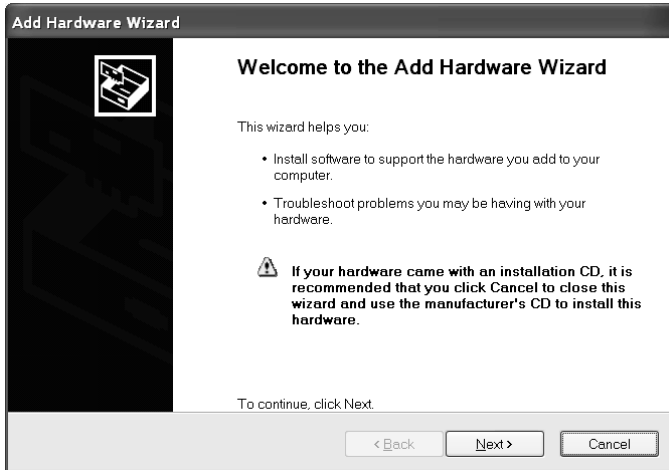 Add Hardware Wizard
Welcome to the Add Hardware Wizard
This wizard helps you:
• Install software to support the hardware you add to your
computer.
• Troubleshoot problems you may be having with your
hardware.
If your hardware came with an installation CD, it is
recommended that you click Cancel to close this
wizard and use the manufacturer's CD to install this
hardware.
To continue, click Next.
< Back Next > Cancel